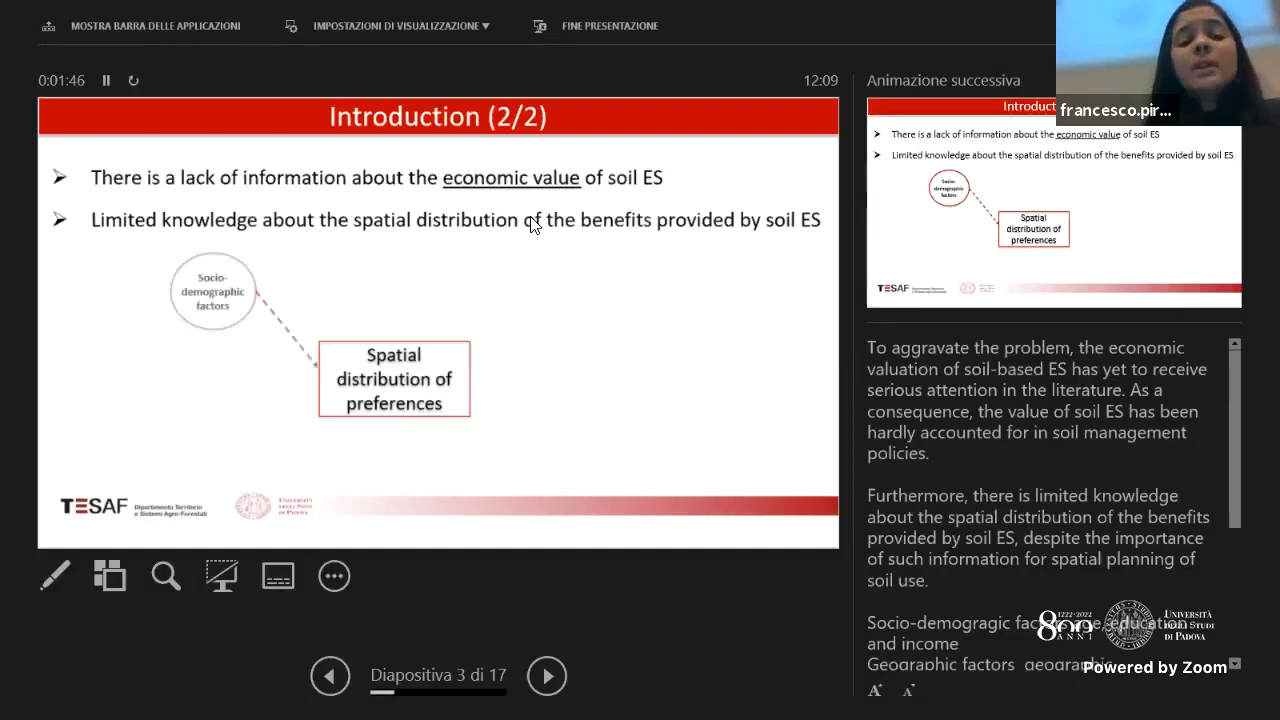 MOSTRA BARRA DELLE APPLICAZIONI
IMPOSTAZIONI DI VISUALIZZAZIONE ▼
FINE PRESENTAZIONE
francesco.pir...
0:01:46
12:09
Animazione successiva
Introduction (2/2)
➤ There is a lack of information about the economic value of soil ES
➤ Limited knowledge about the spatial distribution of the benefits provided by soil ES
Socio-
demographic
factors
Spatial
distribution of
preferences
TESAF
Dipartimento Territorio
e Sistemi Agro-Forestali
Università
degli Studi
di Padova
Introduct
➤ There is a lack of information about the economic value of soil ES
➤ Limited knowledge about the spatial distribution of the benefits provided by soil ES
Socio-
demographic
factors
Spatial
distribution of
preferences
TESAF
To aggravate the problem, the economic
valuation of soil-based ES has yet to receive
serious attention in the literature. As a
consequence, the value of soil ES has been
hardly accounted for in soil management
policies.
Furthermore, there is limited knowledge
about the spatial distribution of the benefits
provided by soil ES, despite the importance
of such information for spatial planning of
soil use.
Socio-demogragic education
and income
Geographic factors geographic
1222-2022
800
ANNI
UNIVERSITÀ
DEGLI STUDI
DI PADOVA
Powered by Zoom
Diapositiva 3 di 17
A A